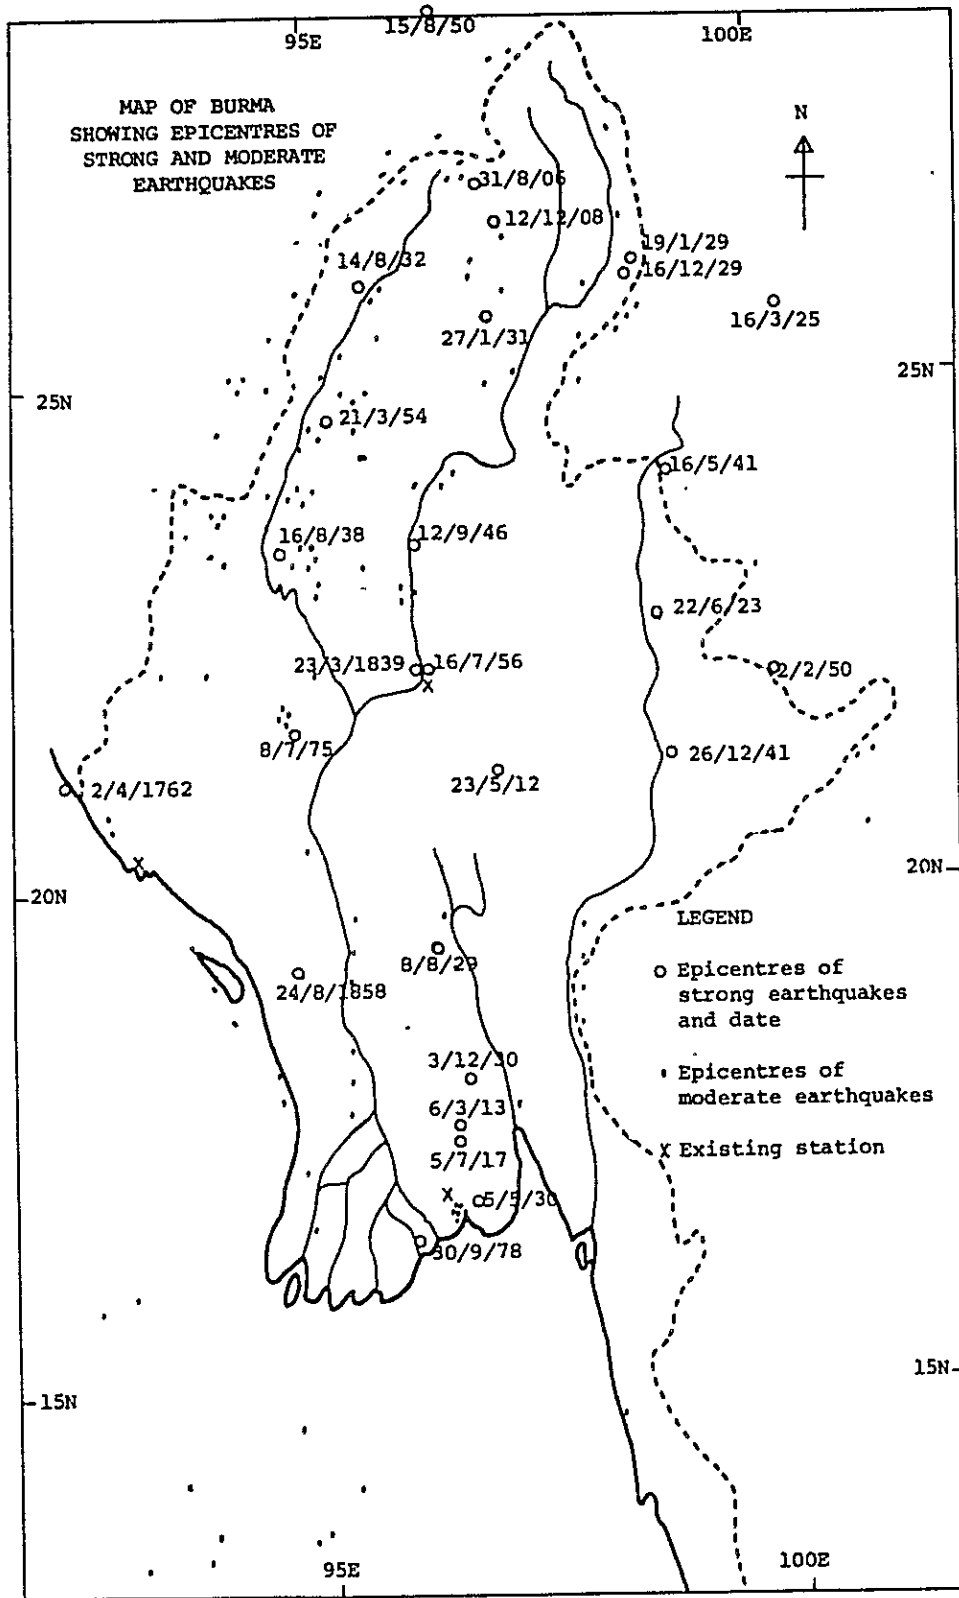 15/8/50
95E
100E
MAP OF BURMA
SHOWING EPICENTRES OF
STRONG AND MODERATE
EARTHQUAKES
N
31/8/06
12/12/08
19/1/29
16/12/29
14/8/32
16/3/25
27/1/31
25N
25N
21/3/54
16/5/41
16/8/38
12/9/46
22/6/23
23/3/1839
16/7/56
2/2/50
8/7/75
26/12/41
23/5/12
2/4/1762
20N
20N
LEGEND
8/8/29
24/8/1858
o Epicentres of
strong earthquakes
and date
3/12/30
Epicentres of
moderate earthquakes
6/3/13
X Existing station
5/7/17
X
5/5/30
30/9/78
15N
15N
95E
100E
X
X